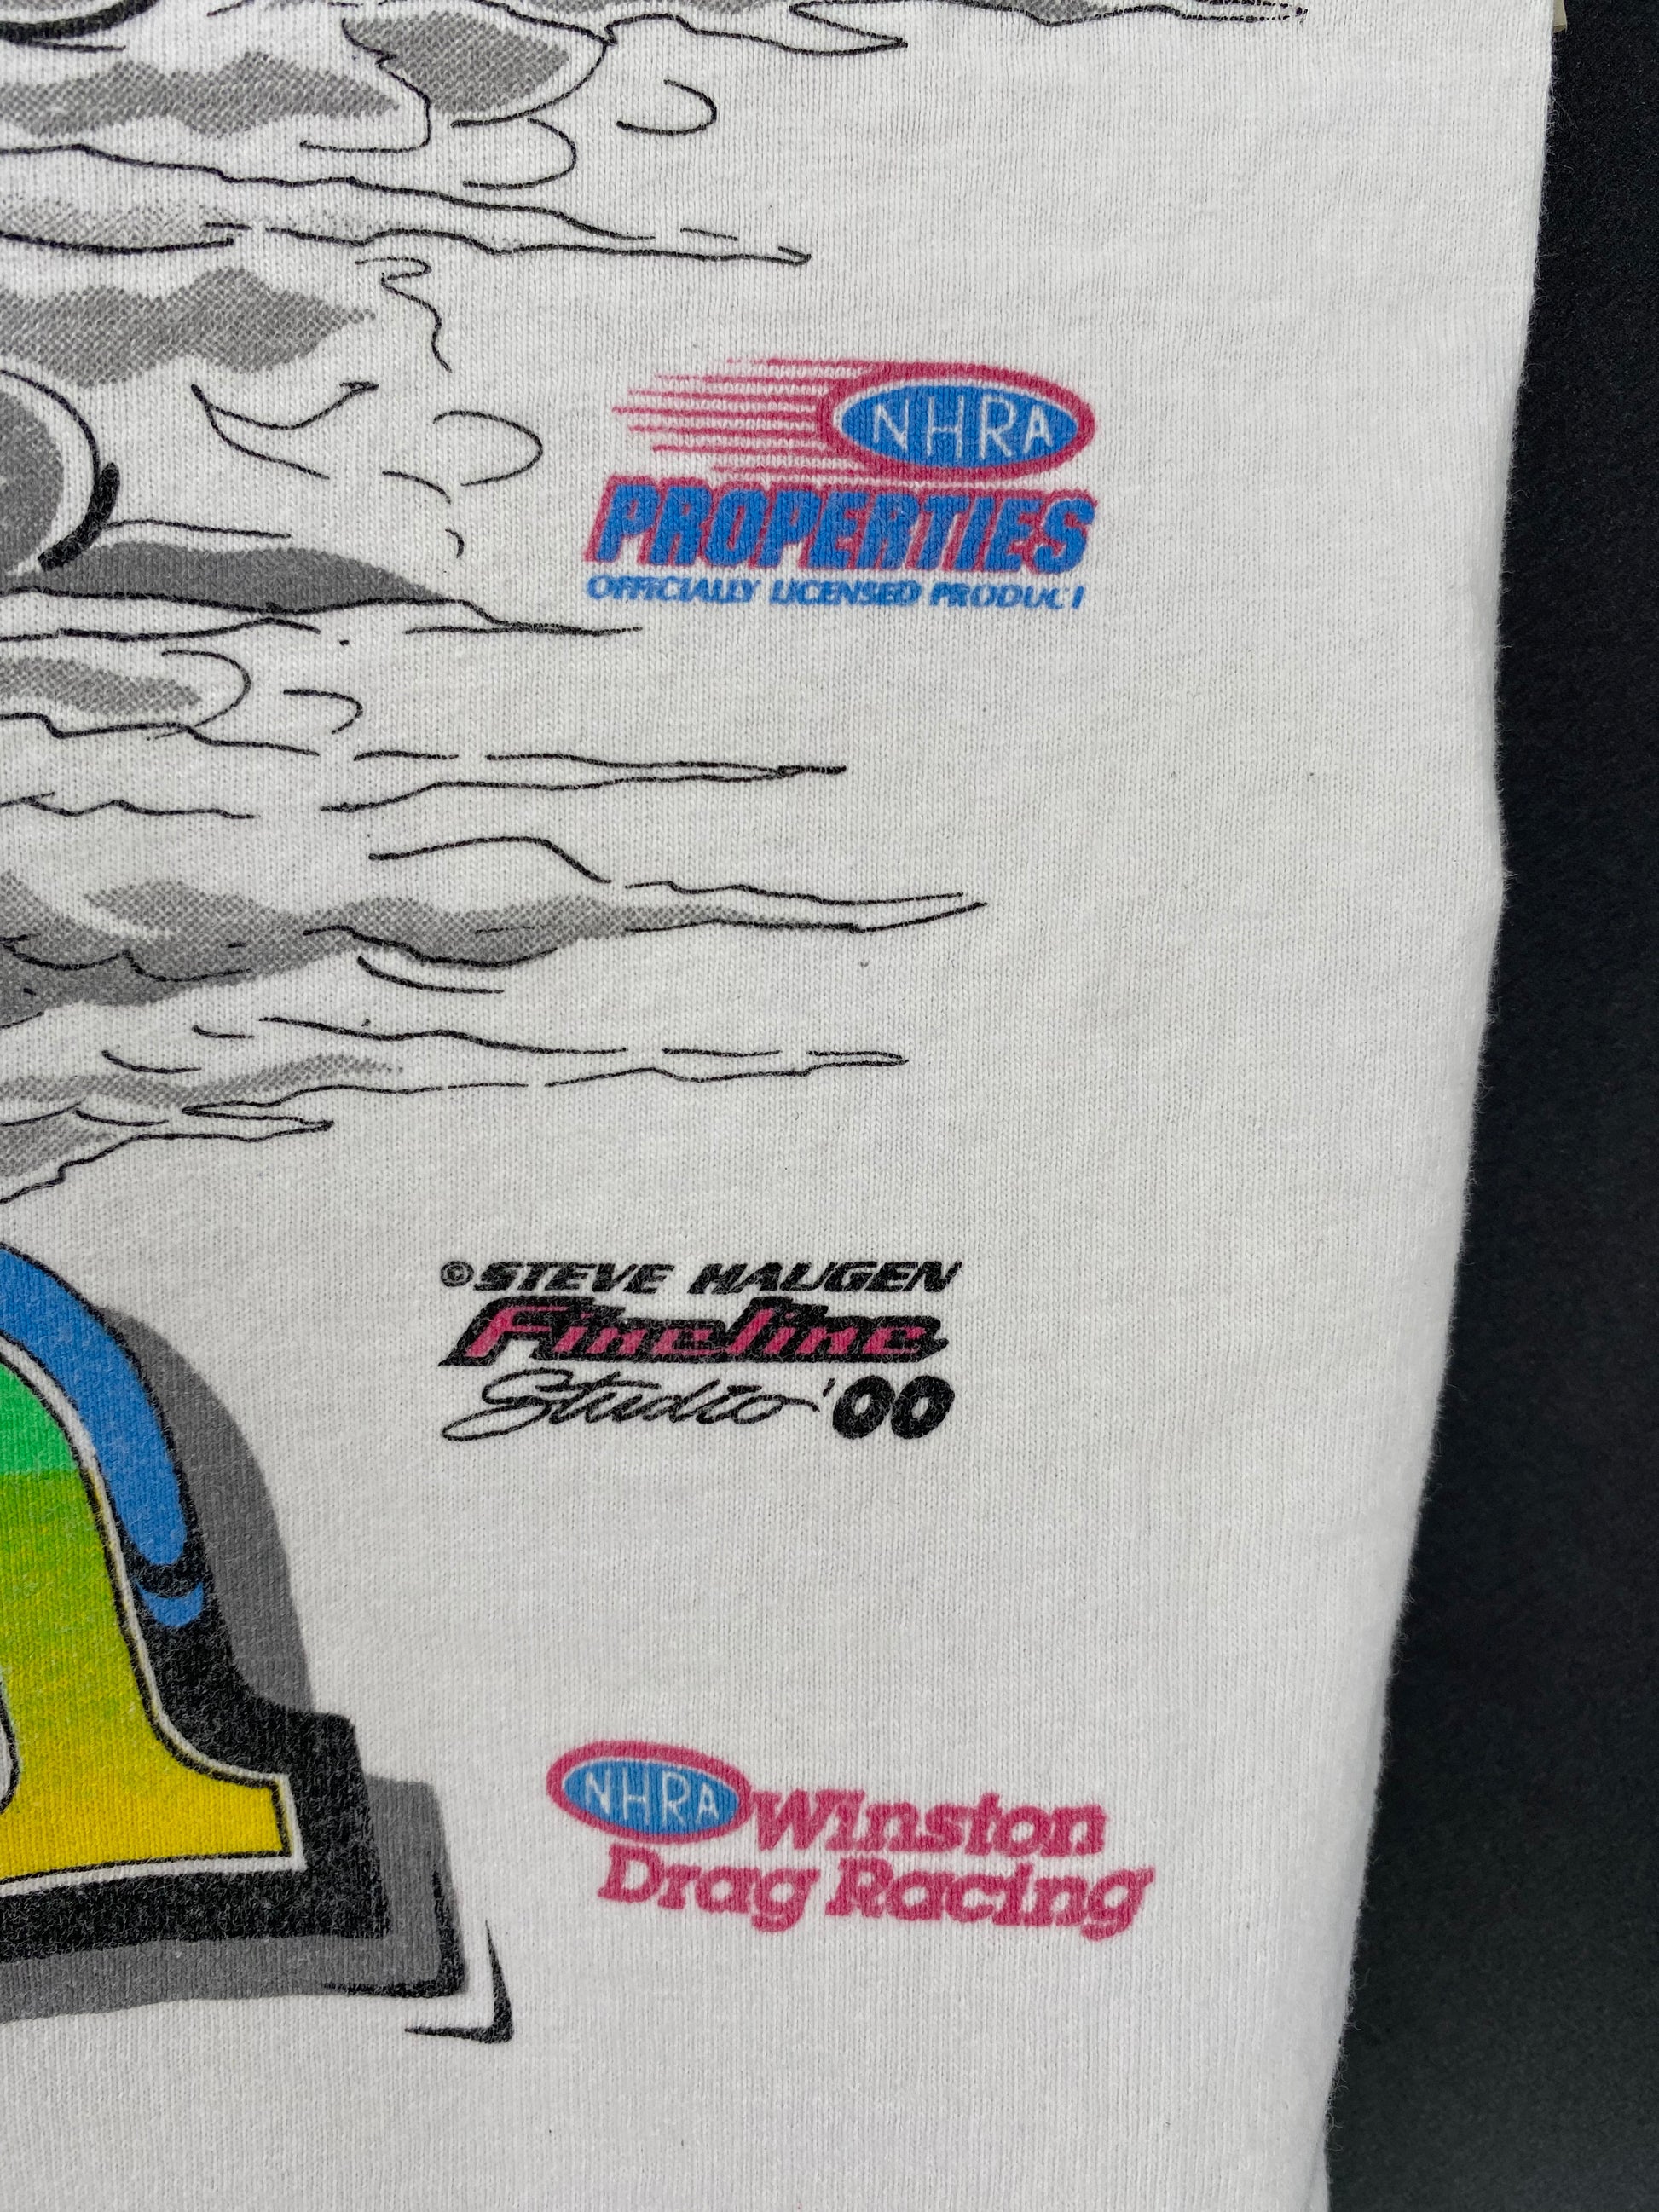 NHRA
PROPERTIES
OFFICIALLY LICENSED PRODUCT
©STEVE HAUGEN
Fineline
Studio '00
NHRA Winston
Drag Racing